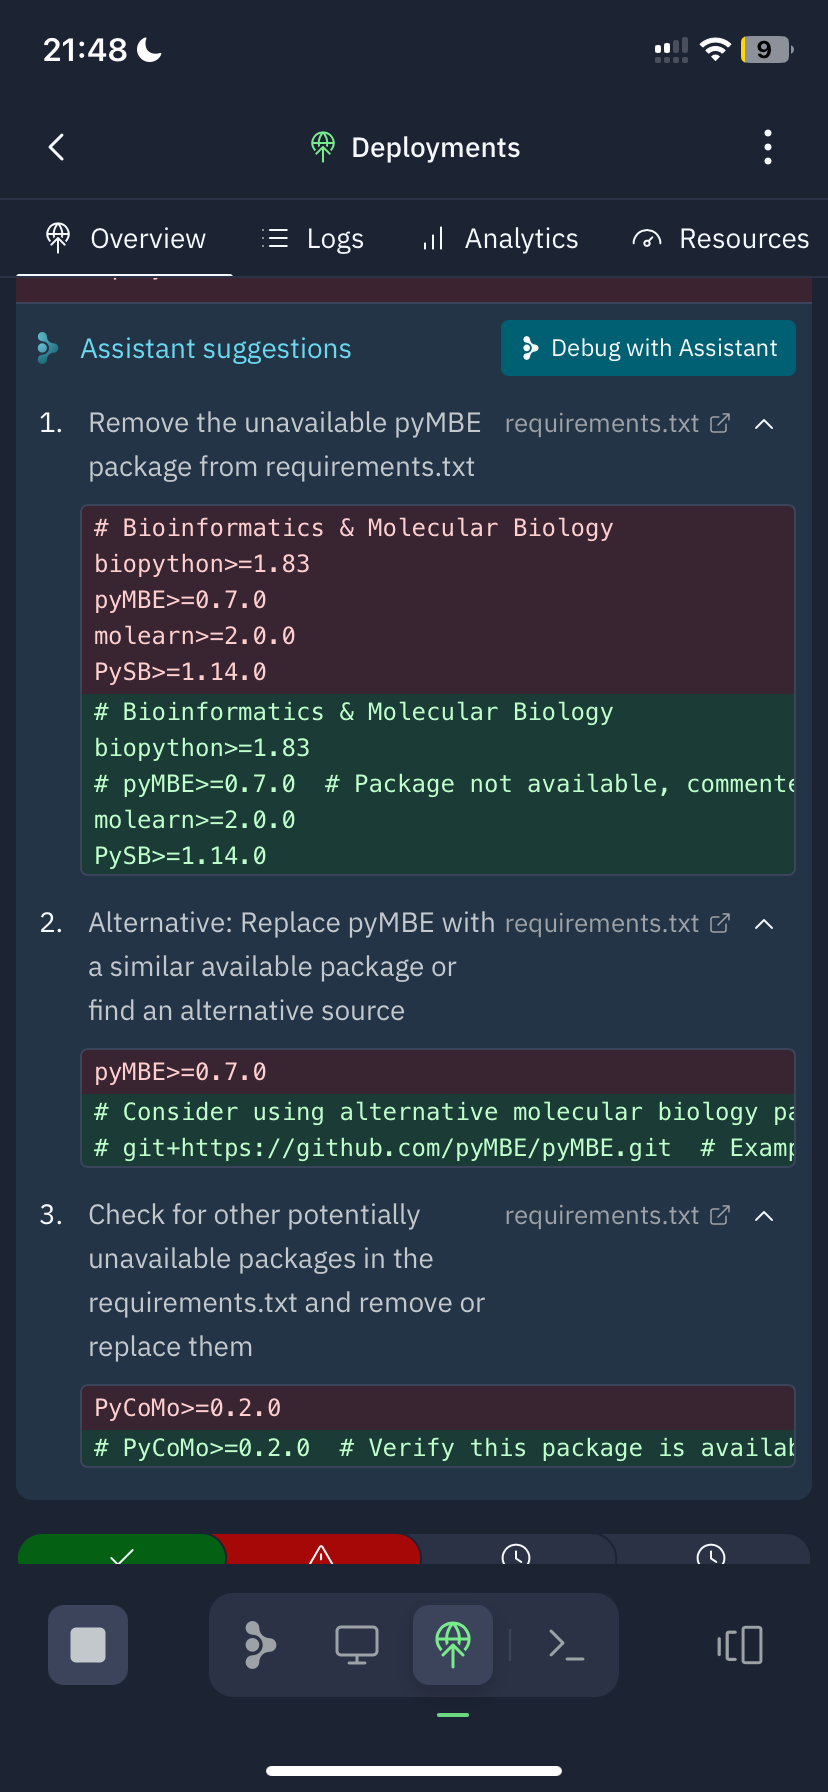 21:48
9
Deployments
Overview
Logs
Analytics
Resources
Assistant suggestions
Debug with Assistant
1. Remove the unavailable pyMBE
package from requirements.txt
requirements.txt
# Bioinformatics & Molecular Biology
biopython>=1.83
pyMBE>=0.7.0
molearn>=2.0.0
PySB>=1.14.0
# Bioinformatics & Molecular Biology
biopython>=1.83
# pyMBE>=0.7.0  # Package not available, commente
molearn>=2.0.0
PySB>=1.14.0
2. Alternative: Replace pyMBE with
a similar available package or
find an alternative source
requirements.txt
pyMBE>=0.7.0
# Consider using alternative molecular biology pa
# git+https://github.com/pyMBE/pyMBE.git  # Examp
3. Check for other potentially
unavailable packages in the
requirements.txt and remove or
replace them
requirements.txt
PyCoMo>=0.2.0
# PyCoMo>=0.2.0  # Verify this package is availab